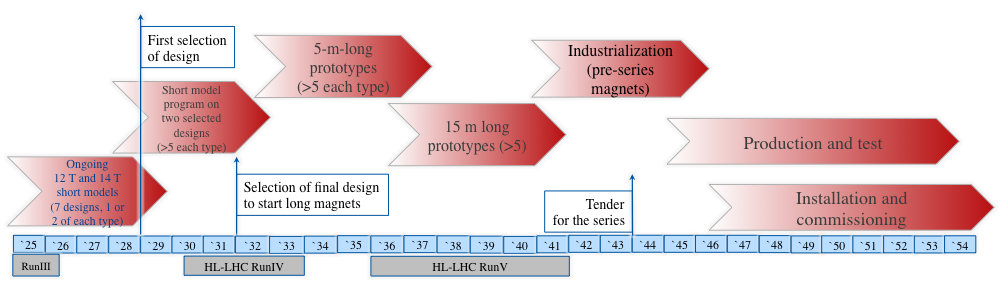 First selection
of design
5-m-long
prototypes
(>5 each type)
Industrialization
(pre-series
magnets)
Short model
program on
two selected
designs
(>5 each type)
15 m long
prototypes (>5)
Production and test
Ongoing
12 T and 14 T
short models
(7 designs, 1 or
2 of each type)
Selection of final design
to start long magnets
Tender
for the series
Installation and
commissioning
`25 `26 `27 `28 `29 `30 `31 `32 `33 `34 `35 `36 `37 `38 `39 `40 `41 `42 `43 `44 `45 `46 `47 `48 `49 `50 `51 `52 `53 `54
RunIII HL-LHC RunIV HL-LHC RunV